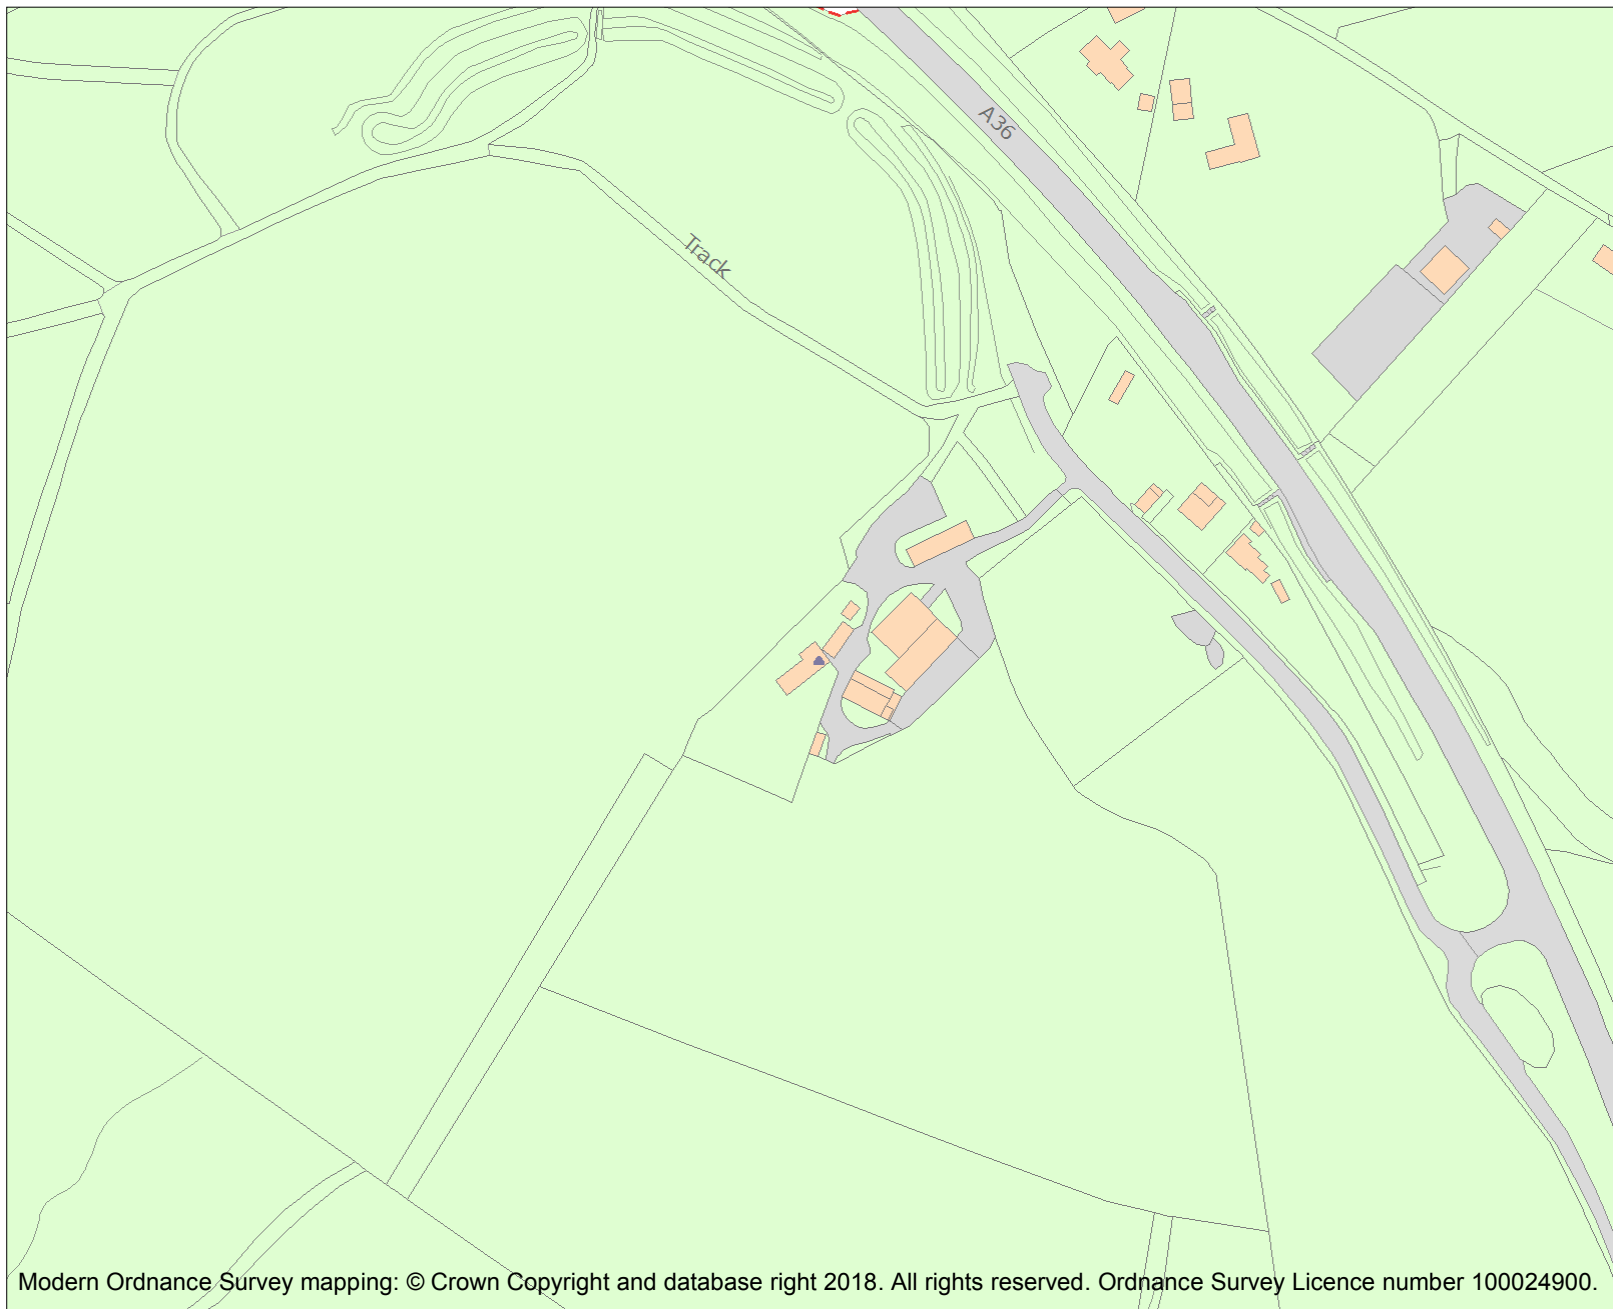 A36
Track
Modern Ordnance Survey mapping: © Crown Copyright and database right 2018. All rights reserved. Ordnance Survey Licence number 100024900.